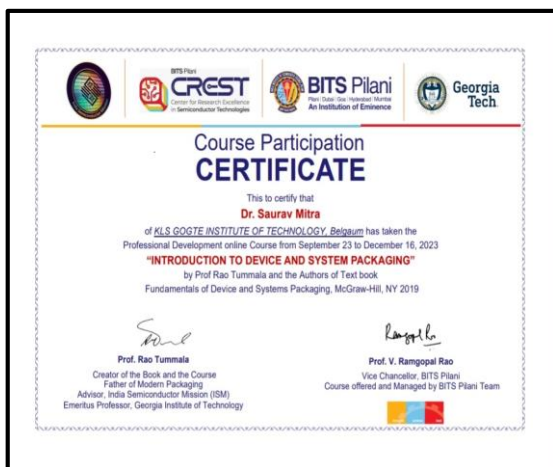 BITS Pilani
CREST
Center for Research Excellence
in Semiconductor Technologies
BITS Pilani
Pilani | Dubai | Goa | Hyderabad | Mumbai
An Institution of Eminence
Georgia
Tech
Course Participation
CERTIFICATE
This to certify that
Dr. Saurav Mitra
of KLS GOGTE INSTITUTE OF TECHNOLOGY, Belgaum has taken the
Professional Development online Course from September 23 to December 16, 2023
"INTRODUCTION TO DEVICE AND SYSTEM PACKAGING"
by Prof Rao Tummala and the Authors of Text book
Fundamentals of Device and Systems Packaging, McGraw-Hill, NY 2019
Prof. Rao Tummala
Creator of the Book and the Course
Father of Modern Packaging
Advisor, India Semiconductor Mission (ISM)
Emeritus Professor, Georgia Institute of Technology
Ramgopal Rao
Prof. V. Ramgopal Rao
Vice Chancellor, BITS Pilani
Course offered and Managed by BITS Pilani Team